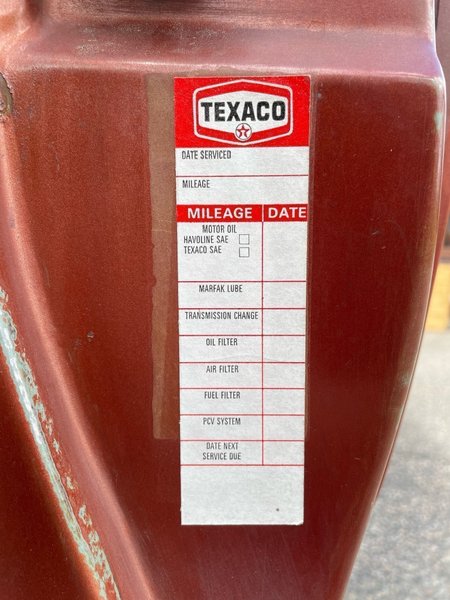 TEXACO
DATE SERVICED
MILEAGE
MILEAGE DATE
MOTOR OIL
HAVOLINE SAE
TEXACO SAE
MARFAK LUBE
TRANSMISSION CHANGE
OIL FILTER
AIR FILTER
FUEL FILTER
PCV SYSTEM
DATE NEXT
SERVICE DUE